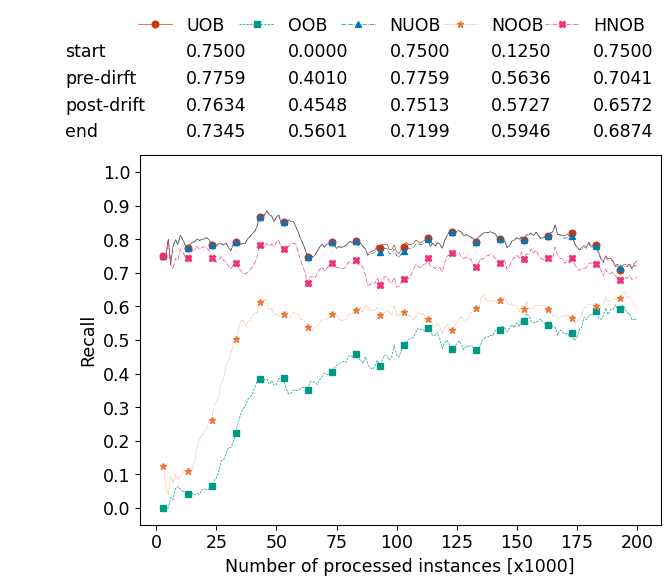 UOB OOB NUOB NOOB HNOB
start 0.7500 0.0000 0.7500 0.1250 0.7500
pre-dirft 0.7759 0.4010 0.7759 0.5636 0.7041
post-drift 0.7634 0.4548 0.7513 0.5727 0.6572
end 0.7345 0.5601 0.7199 0.5946 0.6874
1.0
0.9
0.8
0.7
0.6
0.5
0.4
0.3
0.2
0.1
0.0
Recall
0 25 50 75 100 125 150 175 200
Number of processed instances [x1000]